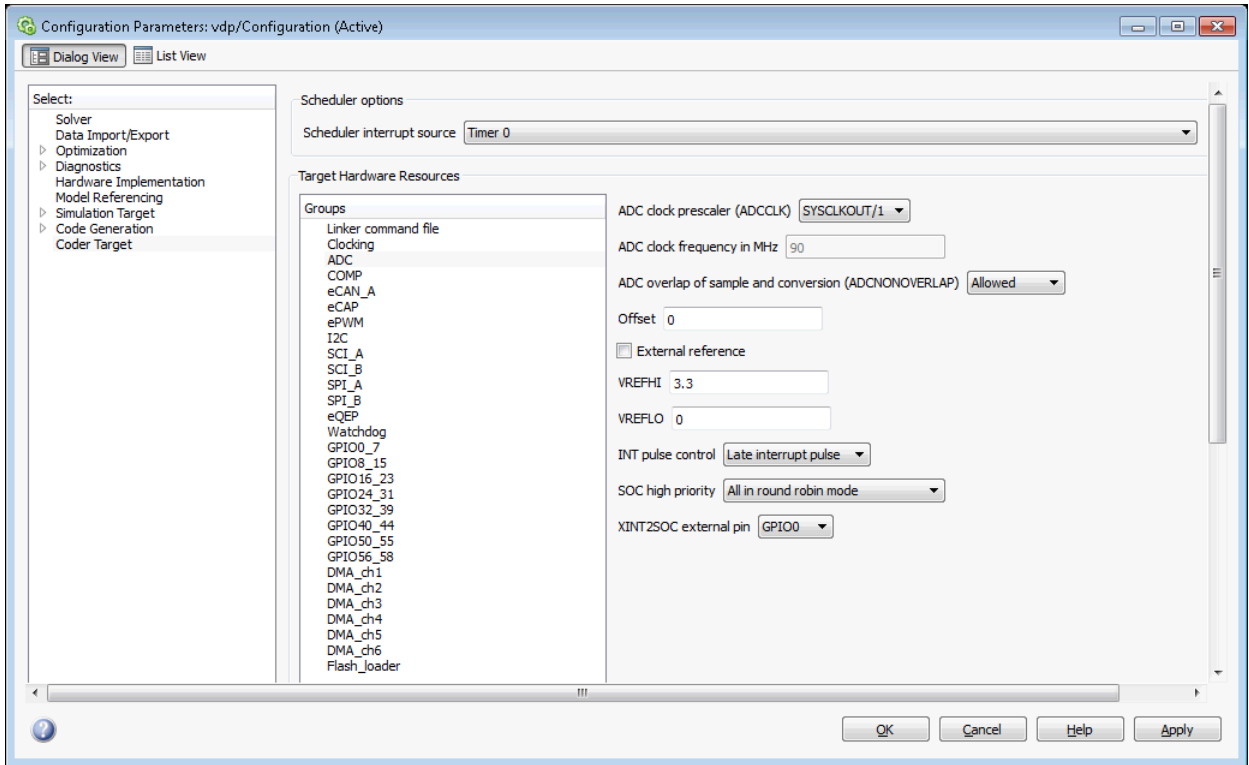 Configuration Parameters: vdp/Configuration (Active)
Dialog View List View
Select:
Solver
Data Import/Export
Optimization
Diagnostics
Hardware Implementation
Model Referencing
Simulation Target
Code Generation
Coder Target
Scheduler options
Scheduler interrupt source Timer 0
Target Hardware Resources
Groups
Linker command file
Clocking
ADC
COMP
eCAN_A
eCAP
ePWM
I2C
SCI_A
SCI_B
SPI_A
SPI_B
eQEP
Watchdog
GPIO0_7
GPIO8_15
GPIO16_23
GPIO24_31
GPIO32_39
GPIO40_44
GPIO50_55
GPIO56_58
DMA_ch1
DMA_ch2
DMA_ch3
DMA_ch4
DMA_ch5
DMA_ch6
Flash_loader
ADC clock prescaler (ADCCLK) SYSCLKOUT/1
ADC clock frequency in MHz 90
ADC overlap of sample and conversion (ADCNONOVERLAP) Allowed
Offset 0
External reference
VREFHI 3.3
VREFLO 0
INT pulse control Late interrupt pulse
SOC high priority All in round robin mode
XINT2SOC external pin GPIO0
OK Cancel Help Apply